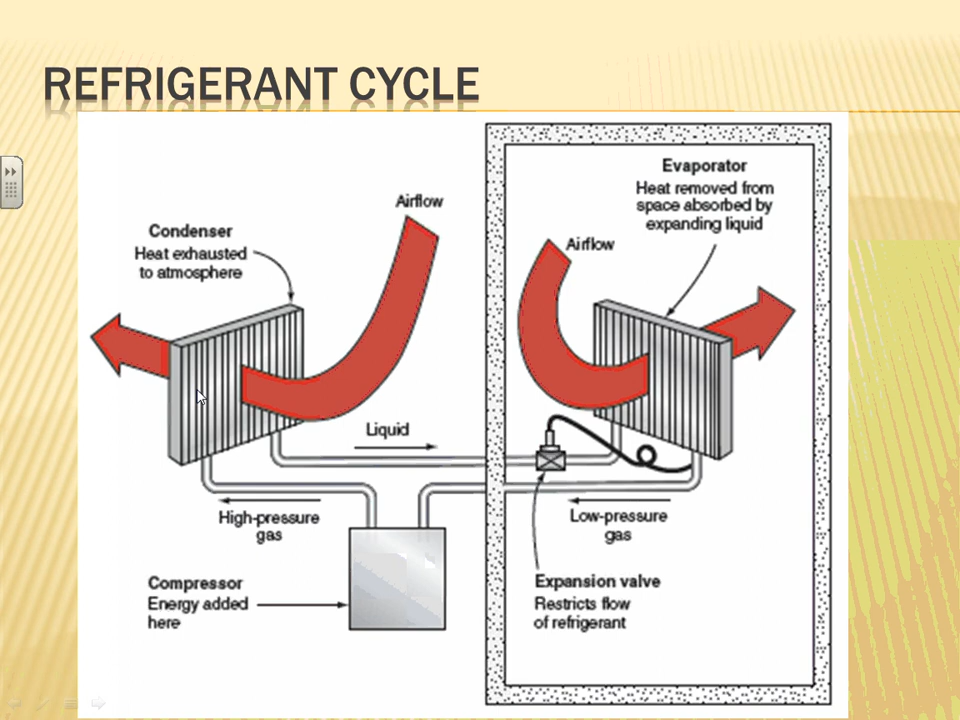 REFRIGERANT CYCLE
Evaporator
Heat removed from
space absorbed by
expanding liquid
Airflow
Condenser
Heat exhausted
to atmosphere
Airflow
Liquid
High-pressure
gas
Low-pressure
gas
Compressor
Energy added
here
Expansion valve
Restricts flow
of refrigerant